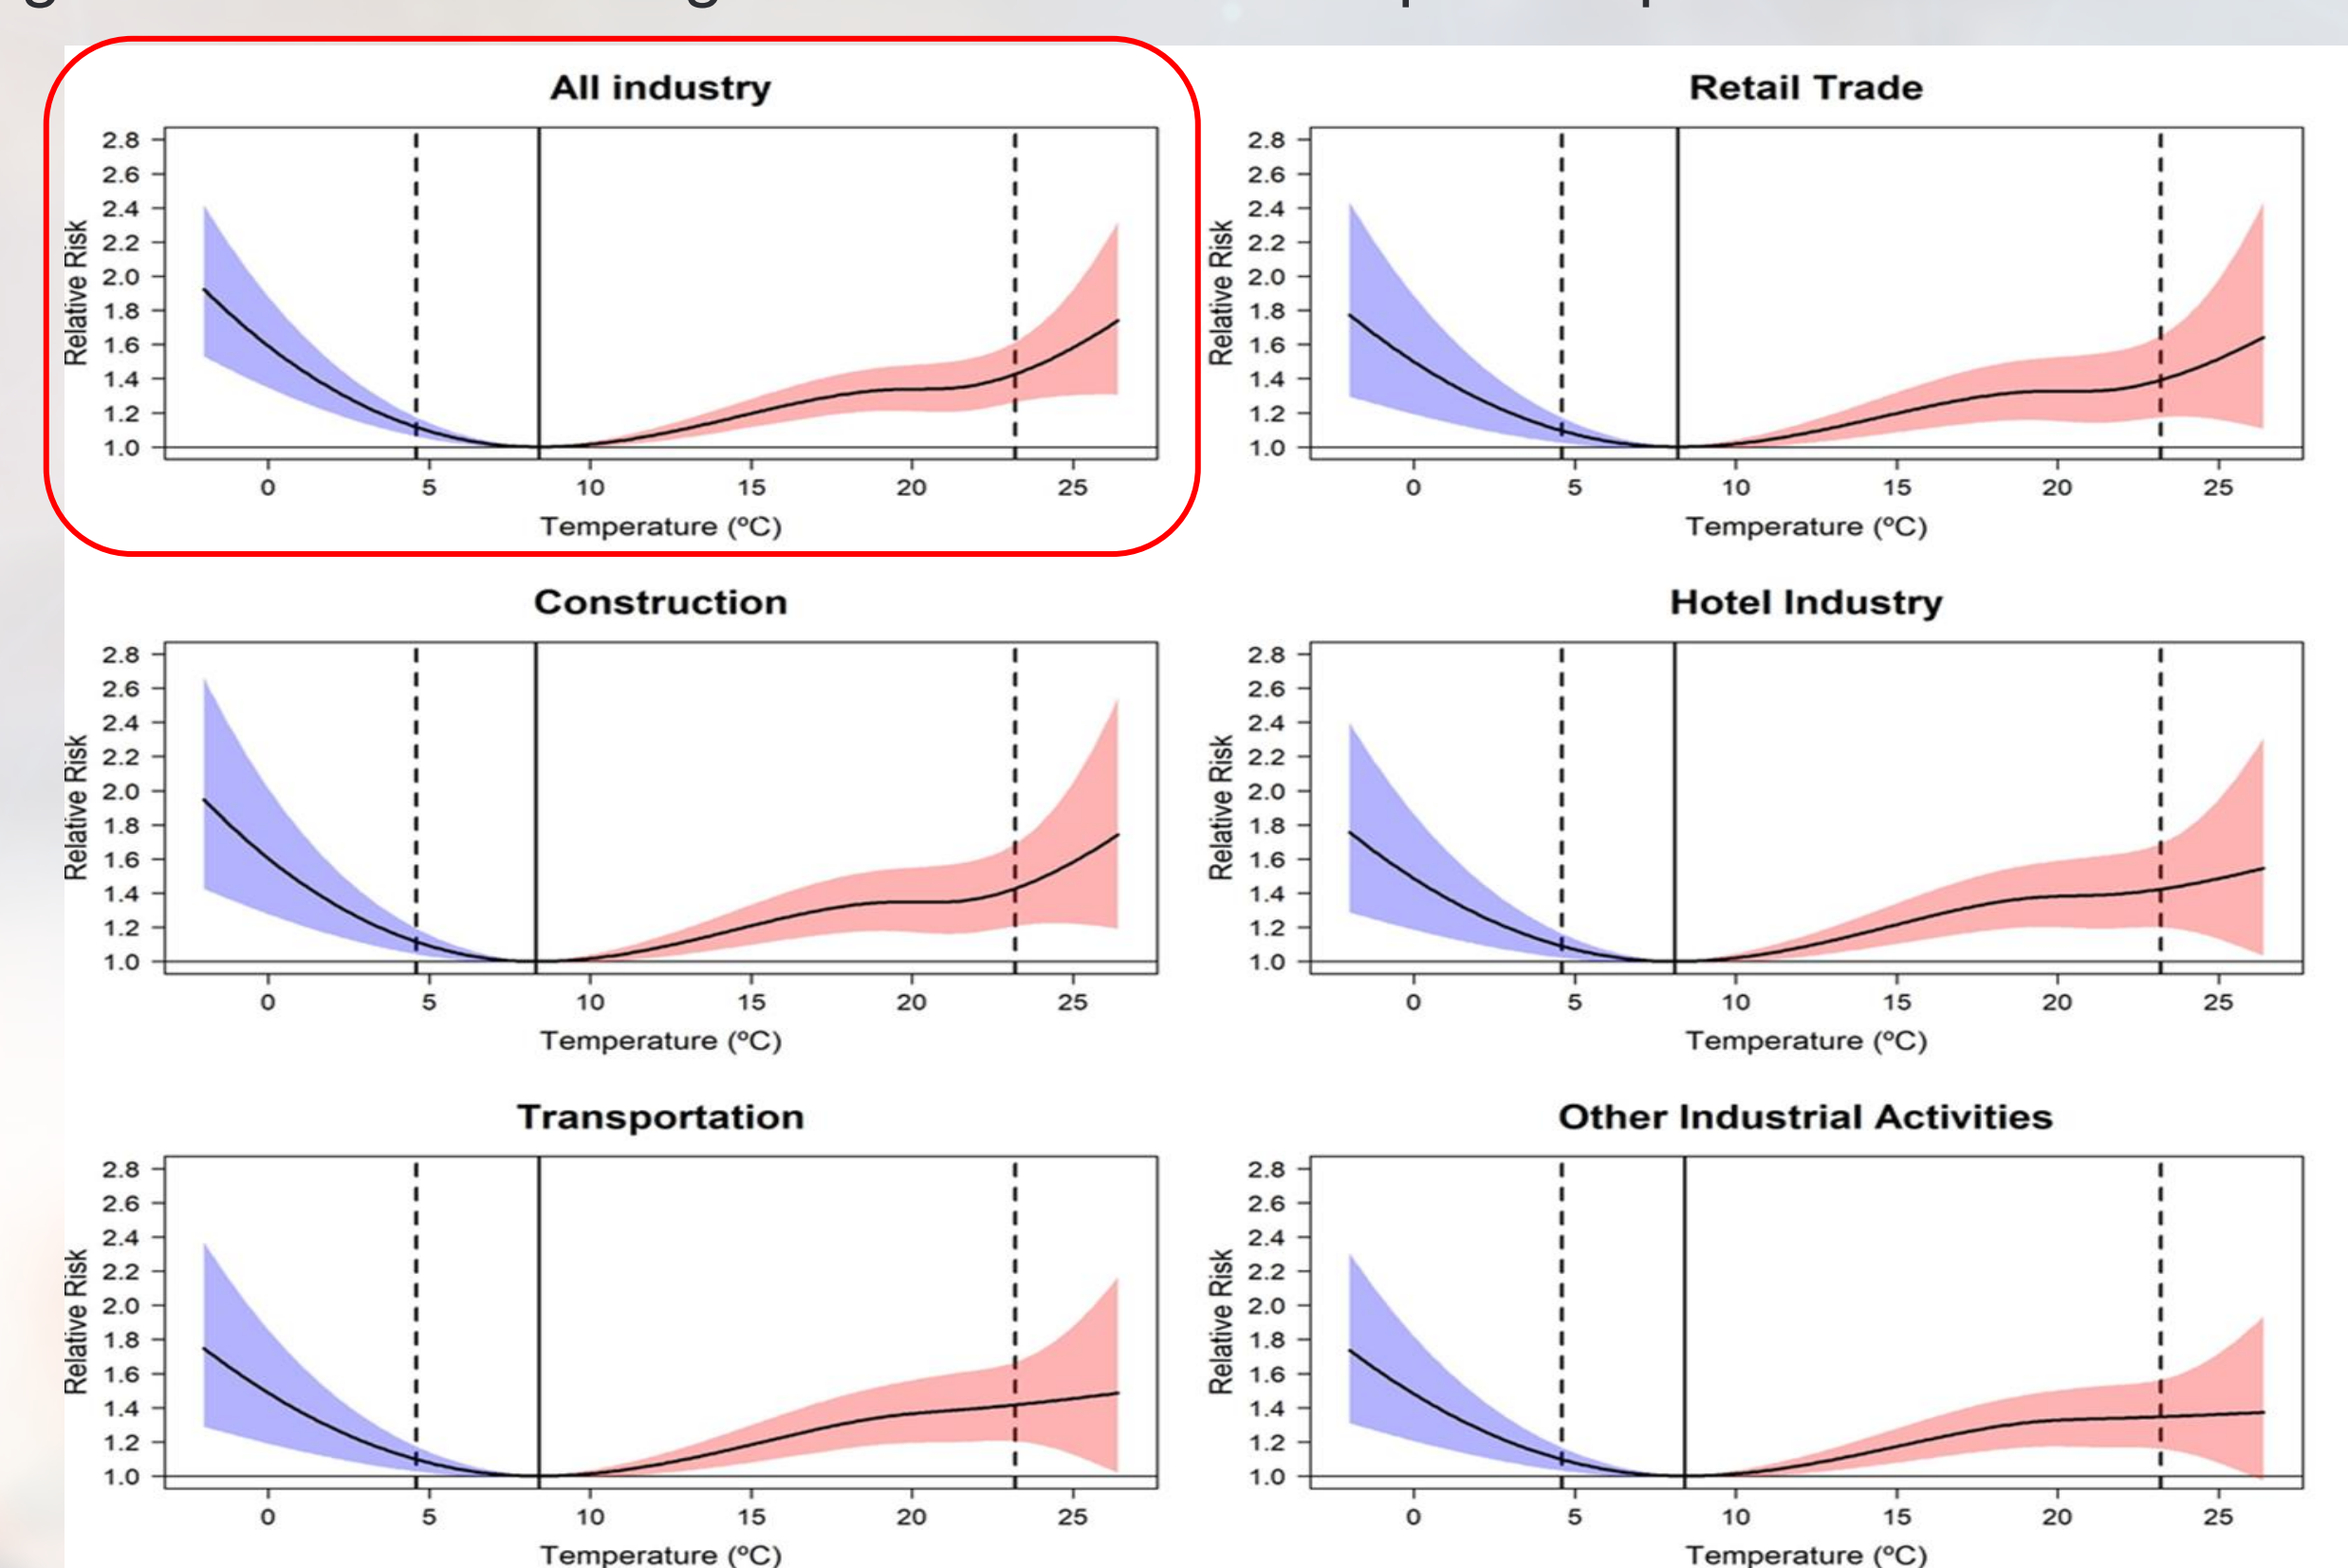 All industry
2.8
2.6
2.4
2.2
2.0
1.8
1.6
1.4
1.2
1.0
Relative Risk
0 5 10 15 20 25
Temperature (ºC)
Retail Trade
2.8
2.6
2.4
2.2
2.0
1.8
1.6
1.4
1.2
1.0
Relative Risk
0 5 10 15 20 25
Temperature (ºC)
Construction
2.8
2.6
2.4
2.2
2.0
1.8
1.6
1.4
1.2
1.0
Relative Risk
0 5 10 15 20 25
Temperature (ºC)
Hotel Industry
2.8
2.6
2.4
2.2
2.0
1.8
1.6
1.4
1.2
1.0
Relative Risk
0 5 10 15 20 25
Temperature (ºC)
Transportation
2.8
2.6
2.4
2.2
2.0
1.8
1.6
1.4
1.2
1.0
Relative Risk
0 5 10 15 20 25
Temperature (ºC)
Other Industrial Activities
2.8
2.6
2.4
2.2
2.0
1.8
1.6
1.4
1.2
1.0
Relative Risk
0 5 10 15 20 25
Temperature (ºC)